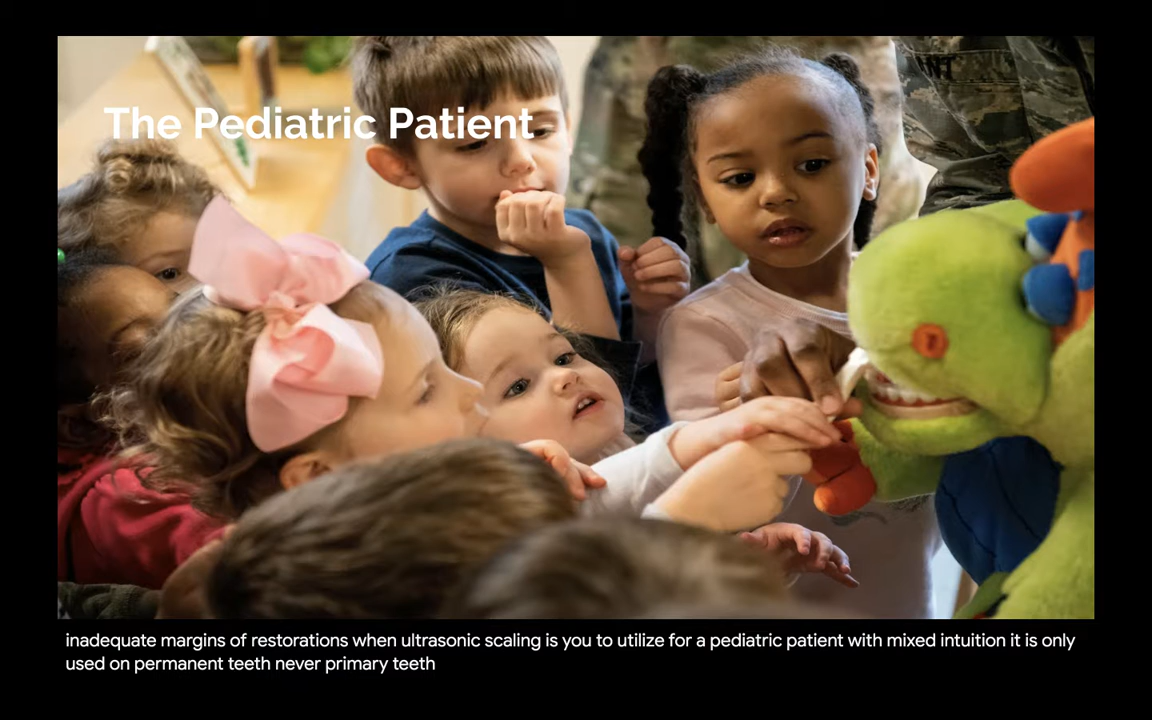 The Pediatric Patient
inadequate margins of restorations when ultrasonic scaling is you to utilize for a pediatric patient with mixed intuition it is only
used on permanent teeth never primary teeth